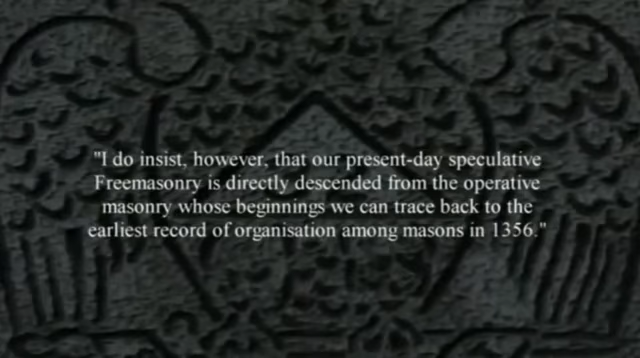 "I do insist, however, that our present-day speculative
Freemasonry is directly descended from the operative
masonry whose beginnings we can trace back to the
earliest record of organisation among masons in 1356."